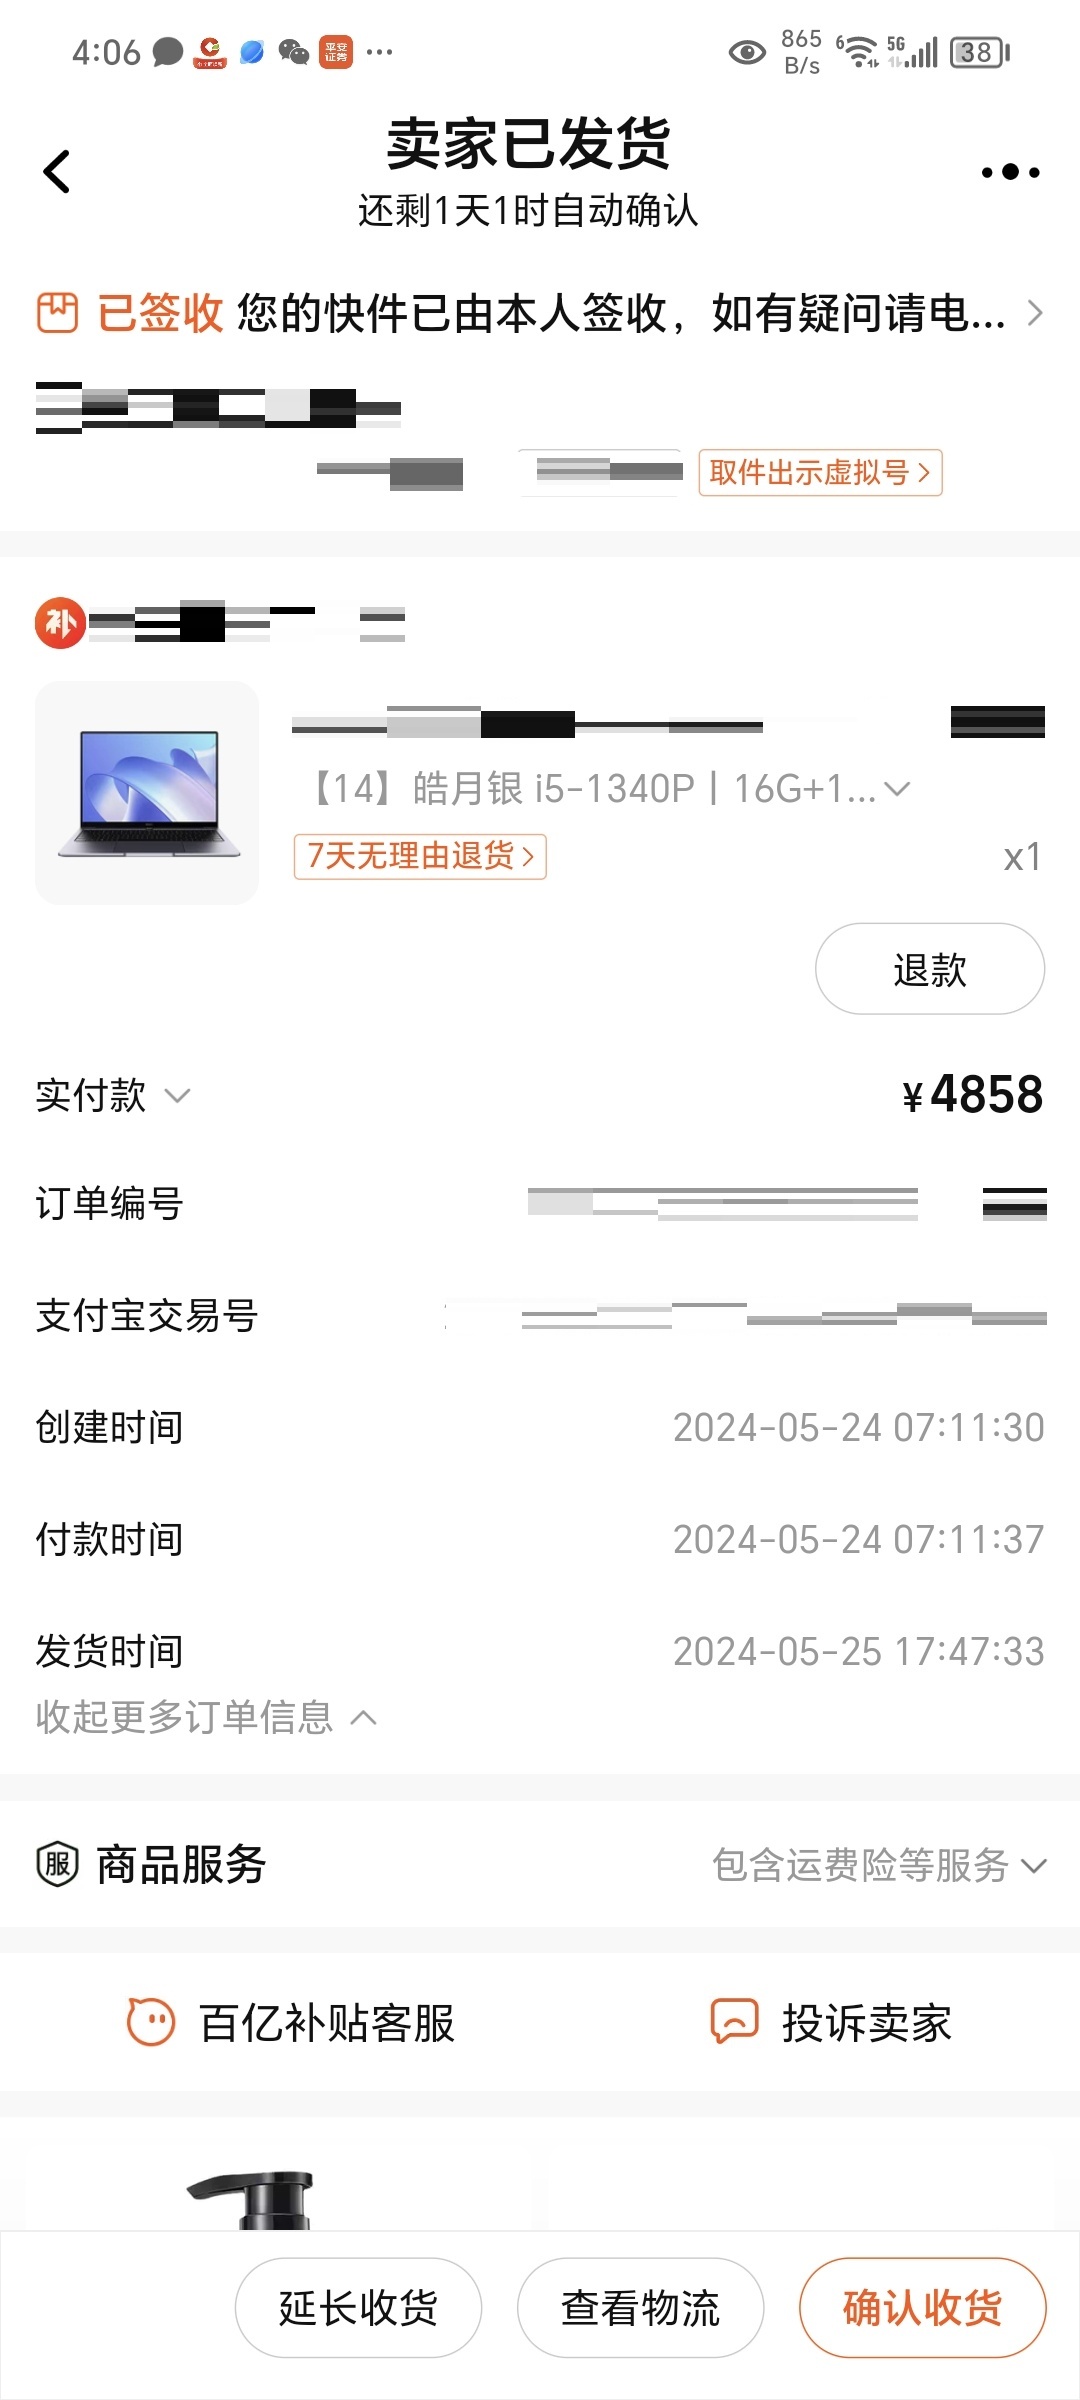 4:06
平安
证券
865
B/s
6
5G
38
卖家已发货
还剩1天1时自动确认
已签收 您的快件已由本人签收，如有疑问请电...
取件出示虚拟号
补
【14】皓月银 i5-1340P | 16G+1...
7天无理由退货
x1
退款
实付款
¥4858
订单编号
支付宝交易号
创建时间
2024-05-24 07:11:30
付款时间
2024-05-24 07:11:37
发货时间
2024-05-25 17:47:33
收起更多订单信息
服 商品服务
包含运费险等服务
百亿补贴客服
投诉卖家
延长收货
查看物流
确认收货